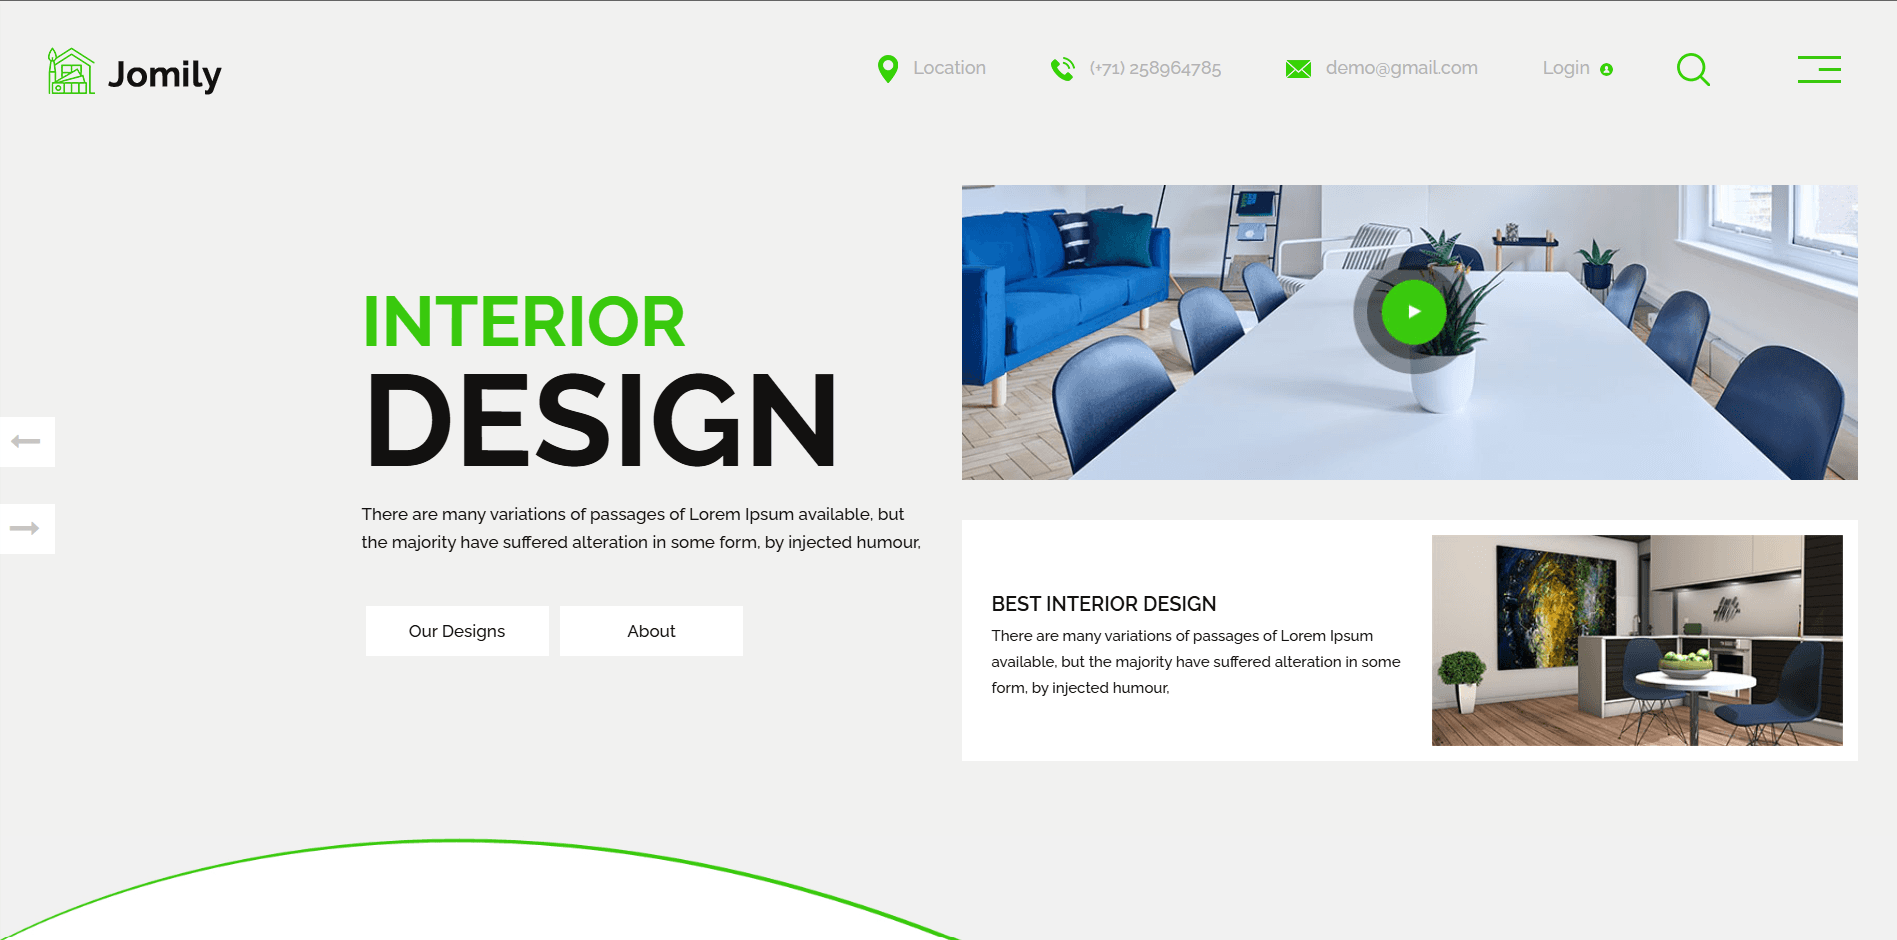 Jomily
Location
(+71) 258964785
demo@gmail.com
Login
INTERIOR
DESIGN
There are many variations of passages of Lorem Ipsum available, but
the majority have suffered alteration in some form, by injected humour,
Our Designs
About
BEST INTERIOR DESIGN
There are many variations of passages of Lorem Ipsum
available, but the majority have suffered alteration in some
form, by injected humour,